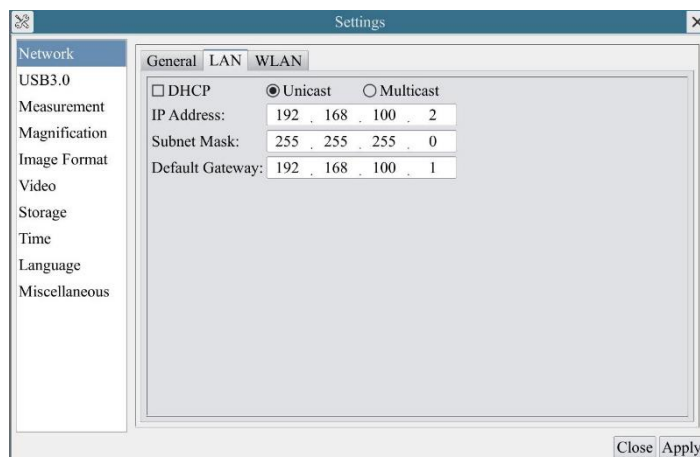 Settings
Network
USB3.0
Measurement
Magnification
Image Format
Video
Storage
Time
Language
Miscellaneous
General LAN WLAN
DHCP Unicast Multicast
IP Address: 192 . 168 . 100 . 2
Subnet Mask: 255 . 255 . 255 . 0
Default Gateway: 192 . 168 . 100 . 1
Close Apply